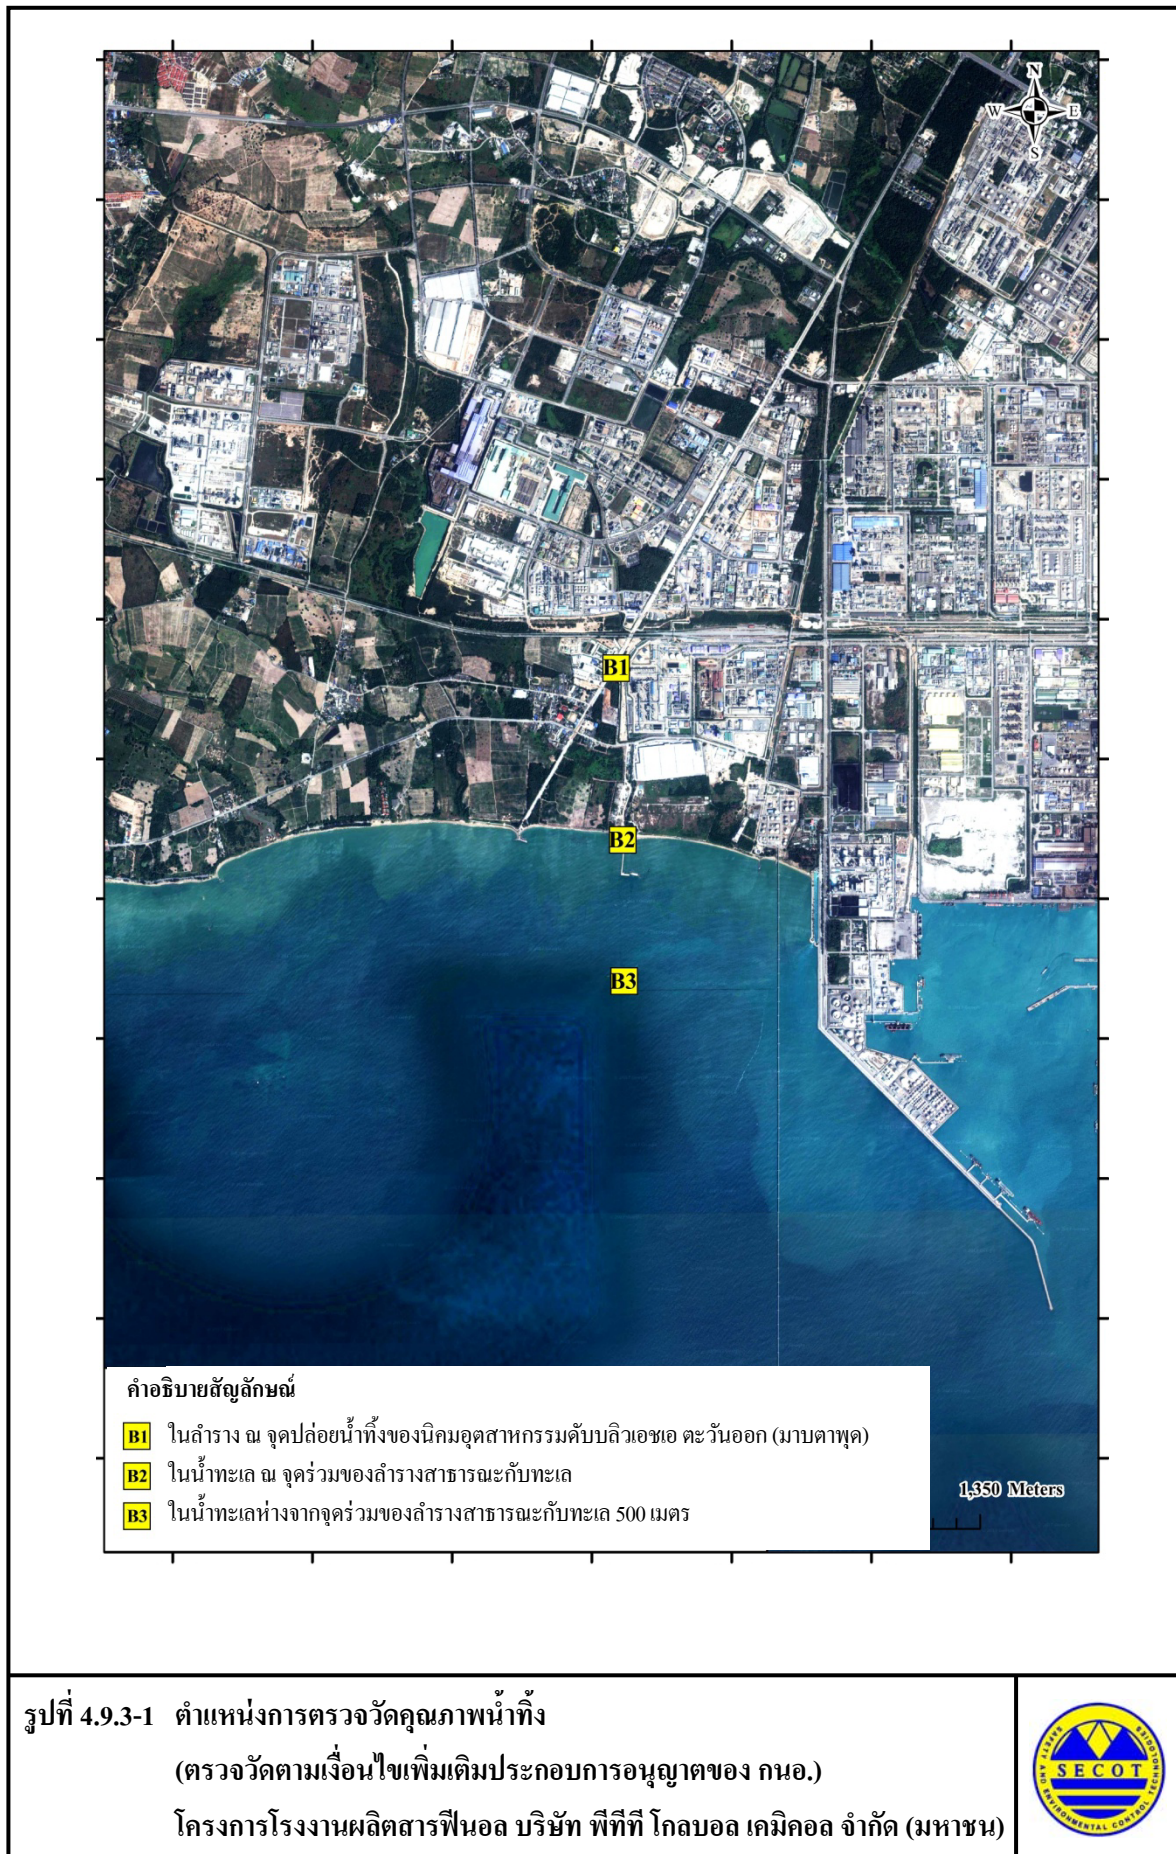 N
W E
S
B1
B2
B3
คำอธิบายสัญลักษณ์
B1 ในลำราง ณ จุดปล่อยน้ำทิ้งของนิคมอุตสาหกรรมดับบลิวเอชเอ ตะวันออก (มาบตาพุด)
B2 ในน้ำทะเล ณ จุดร่วมของลำรางสาธารณะกับทะเล
B3 ในน้ำทะเลห่างจากจุดร่วมของลำรางสาธารณะกับทะเล 500 เมตร
1,350 Meters
รูปที่ 4.9.3-1 ตำแหน่งการตรวจวัดคุณภาพน้ำทิ้ง
(ตรวจวัดตามเงื่อนไขเพิ่มเติมประกอบการอนุญาตของ กนอ.)
โครงการโรงงานผลิตสารฟีนอล บริษัท พีทีที โกลบอล เคมิคอล จำกัด (มหาชน)
SECOT
SAFETY AND ENVIRONMENTAL CONTROL TECHNOLOGIES